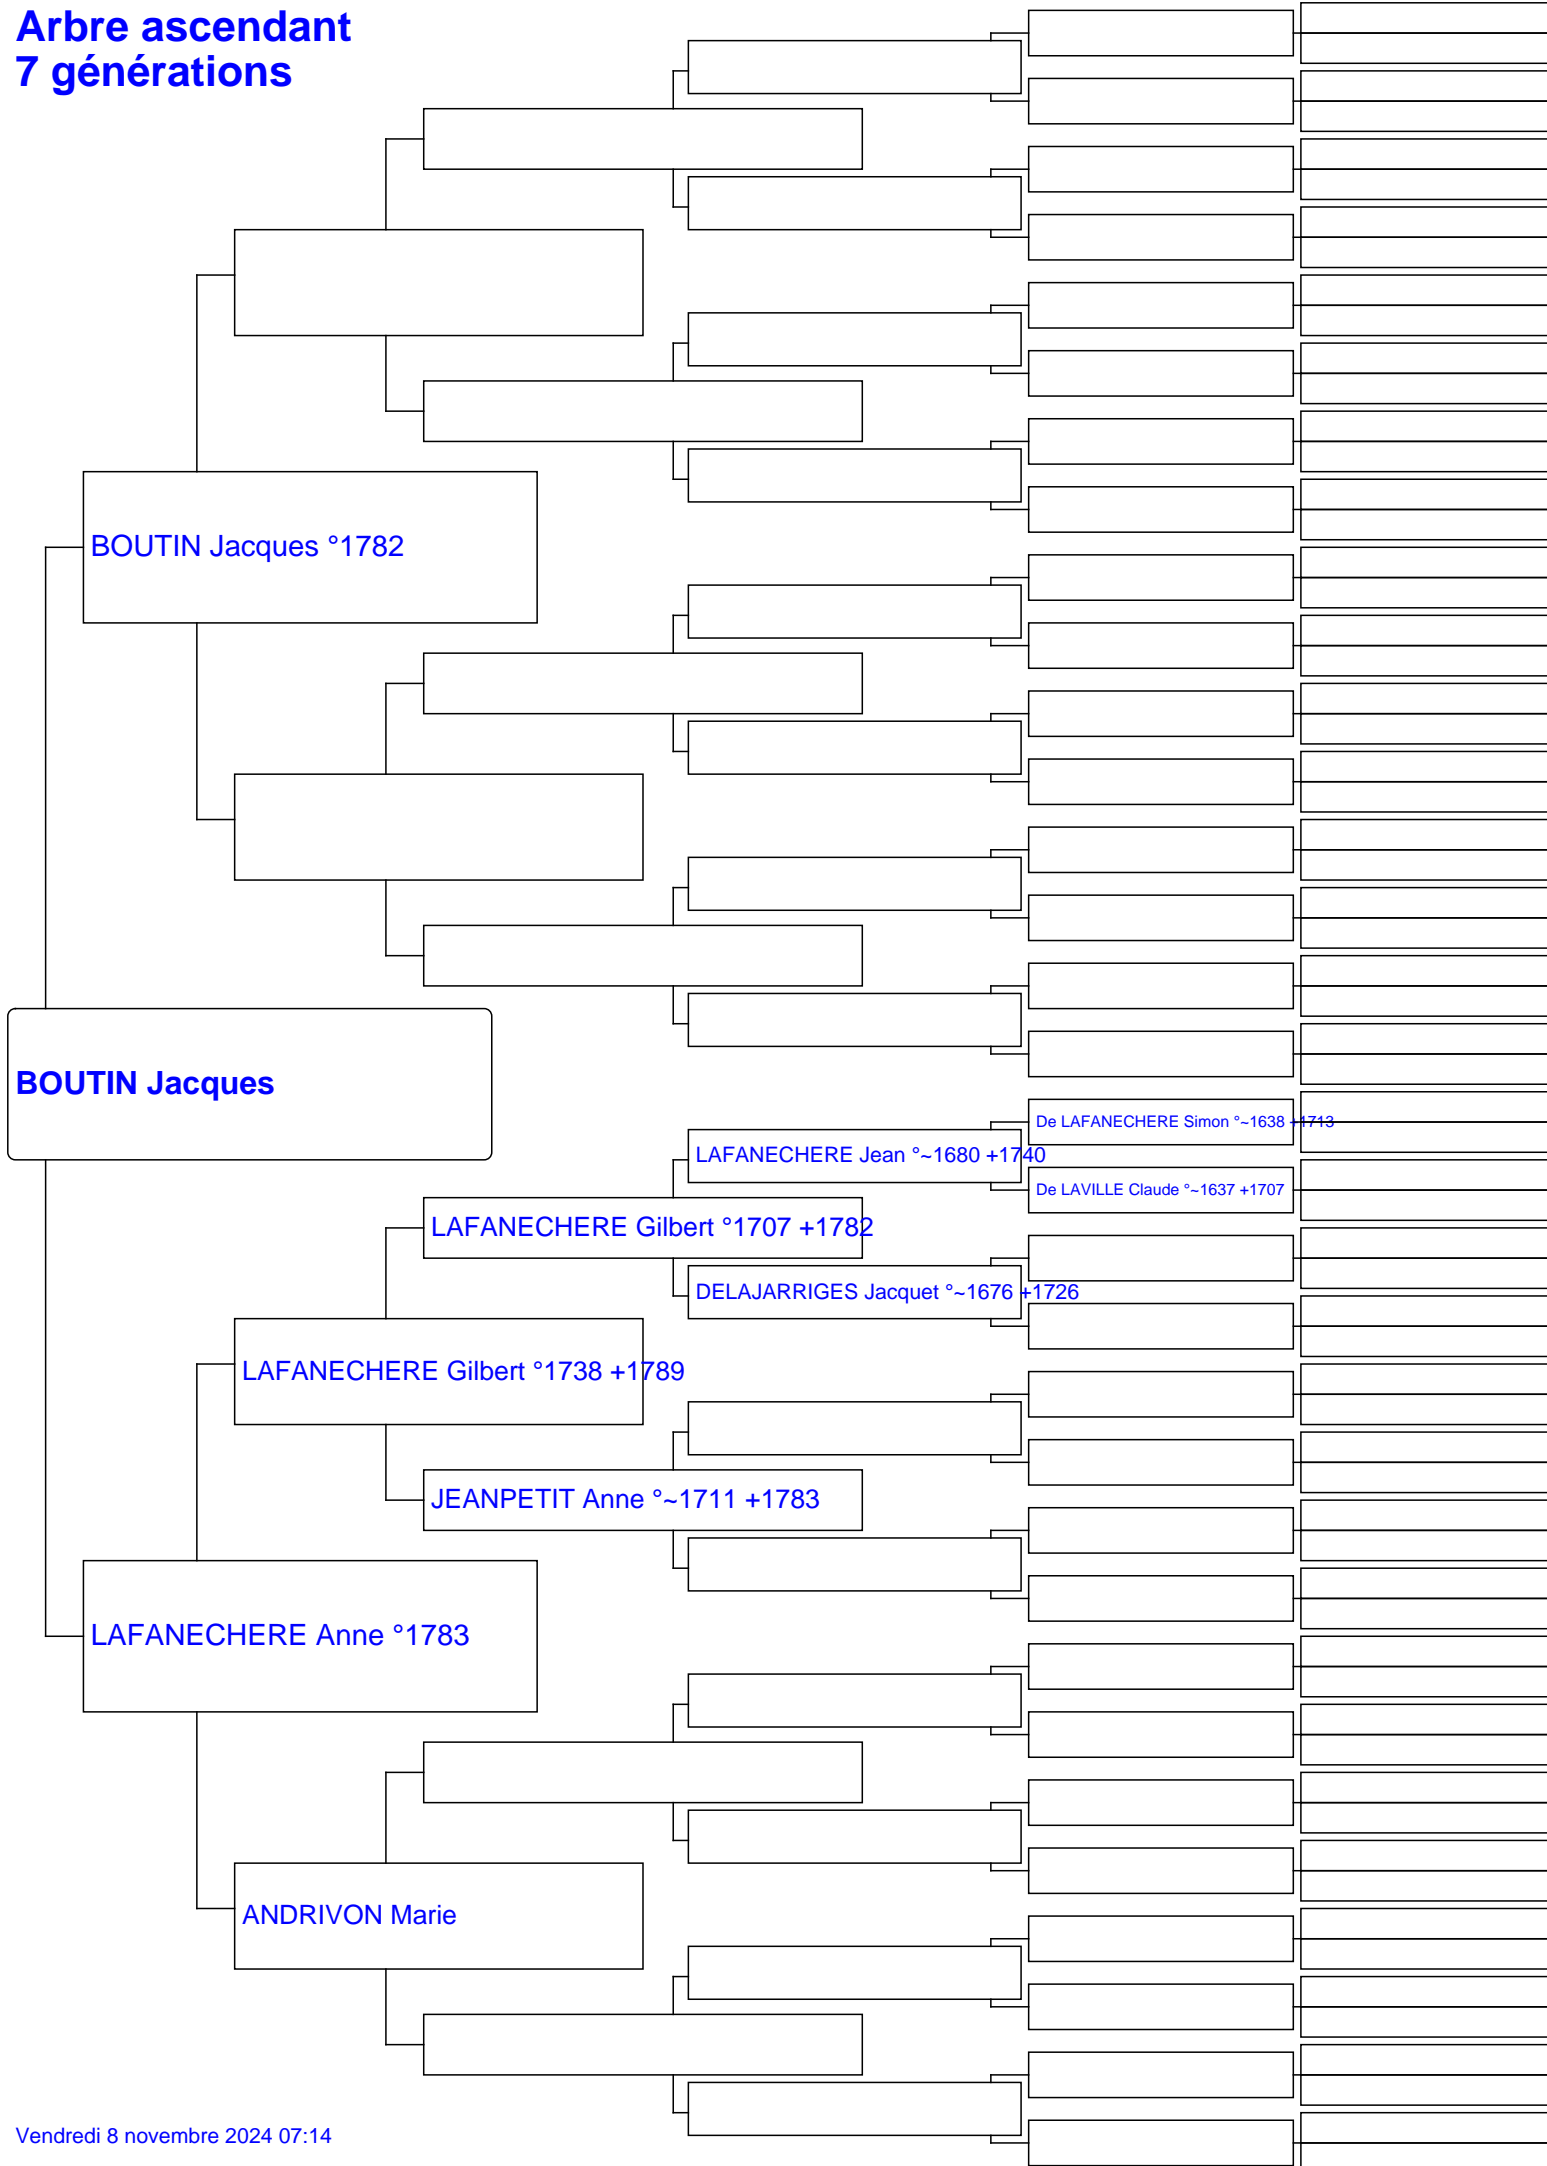 Arbre ascendant
7 générations
BOUTIN Jacques °1782
BOUTIN Jacques
De LAFANECHERE Simon °~1638 +1713
LAFANECHERE Jean °~1680 +1740
De LAVILLE Claude °~1637 +1707
LAFANECHERE Gilbert °1707 +1782
DELAJARRIGES Jacquet °~1676 +1726
LAFANECHERE Gilbert °1738 +1789
JEANPETIT Anne °~1711 +1783
LAFANECHERE Anne °1783
ANDRIVON Marie
Vendredi 8 novembre 2024 07:14